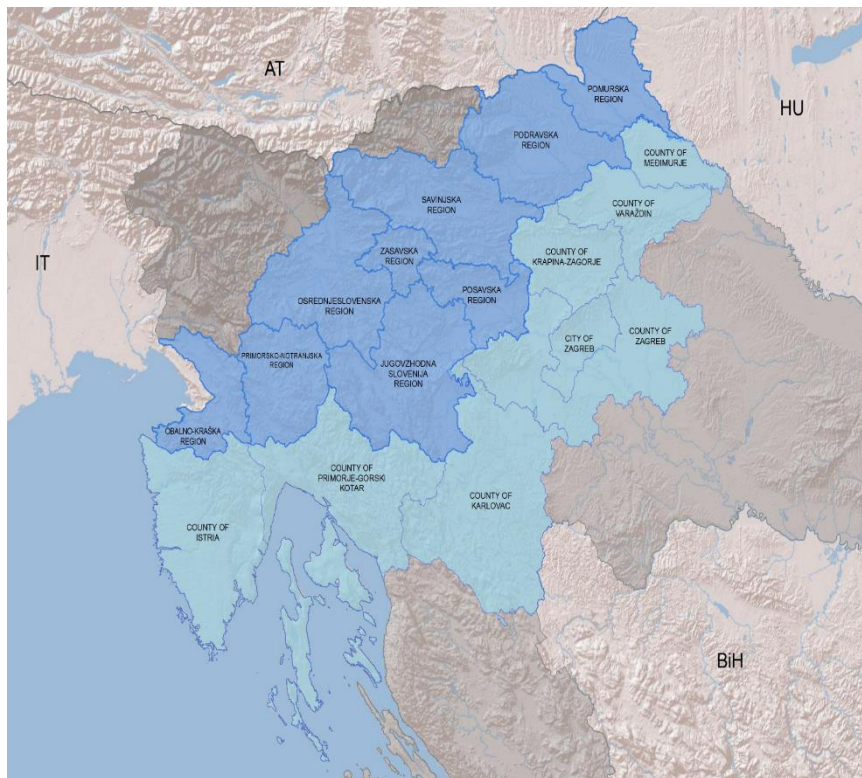 AT
POMURSKA
REGION
HU
PODRAVSKA
REGION
COUNTY OF
MEĐIMURJE
SAVINJSKA
REGION
COUNTY OF
VARAŽDIN
ZASAVSKA
REGION
COUNTY OF
KRAPINA-ZAGORJE
IT
POSAVSKA
REGION
OSREDNJESLOVENSKA
REGION
CITY OF
ZAGREB
COUNTY OF
ZAGREB
PRIMORSKO-NOTRANJSKA
REGION
JUGOVZHODNA
SLOVENIJA
REGION
OBALNO-KRAŠKA
REGION
COUNTY OF
PRIMORJE-GORSKI
KOTAR
COUNTY OF
KARLOVAC
COUNTY OF
ISTRIA
BiH